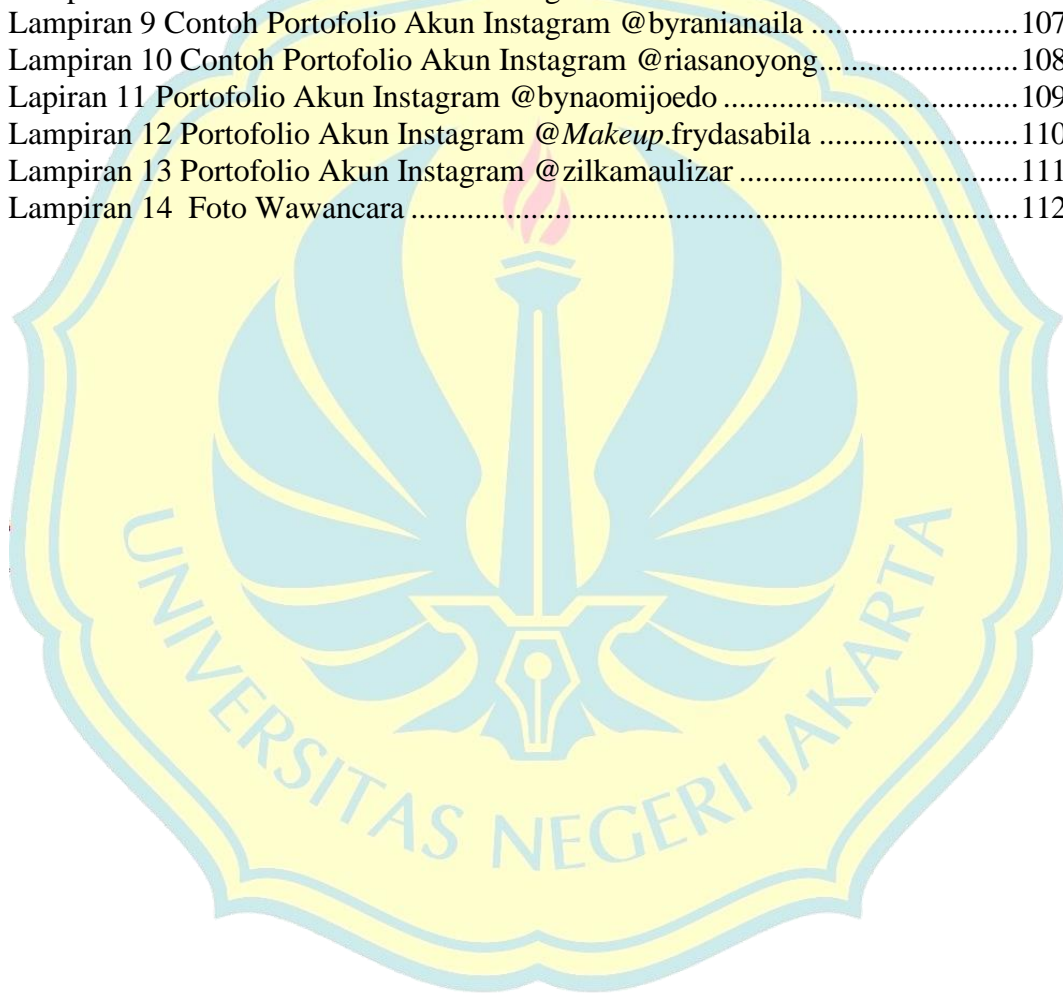 Lampiran 9 Contoh Portofolio Akun Instagram @byranianaila ..........................107
Lampiran 10 Contoh Portofolio Akun Instagram @riasanoyong.........................108
Lapiran 11 Portofolio Akun Instagram @bynaomijoedo .....................................109
Lampiran 12 Portofolio Akun Instagram @Makeup.frydasabila .........................110
Lampiran 13 Portofolio Akun Instagram @zilkamaulizar ...................................111
Lampiran 14  Foto Wawancara .............................................................................112
UNIVERSITAS NEGERI JAKARTA